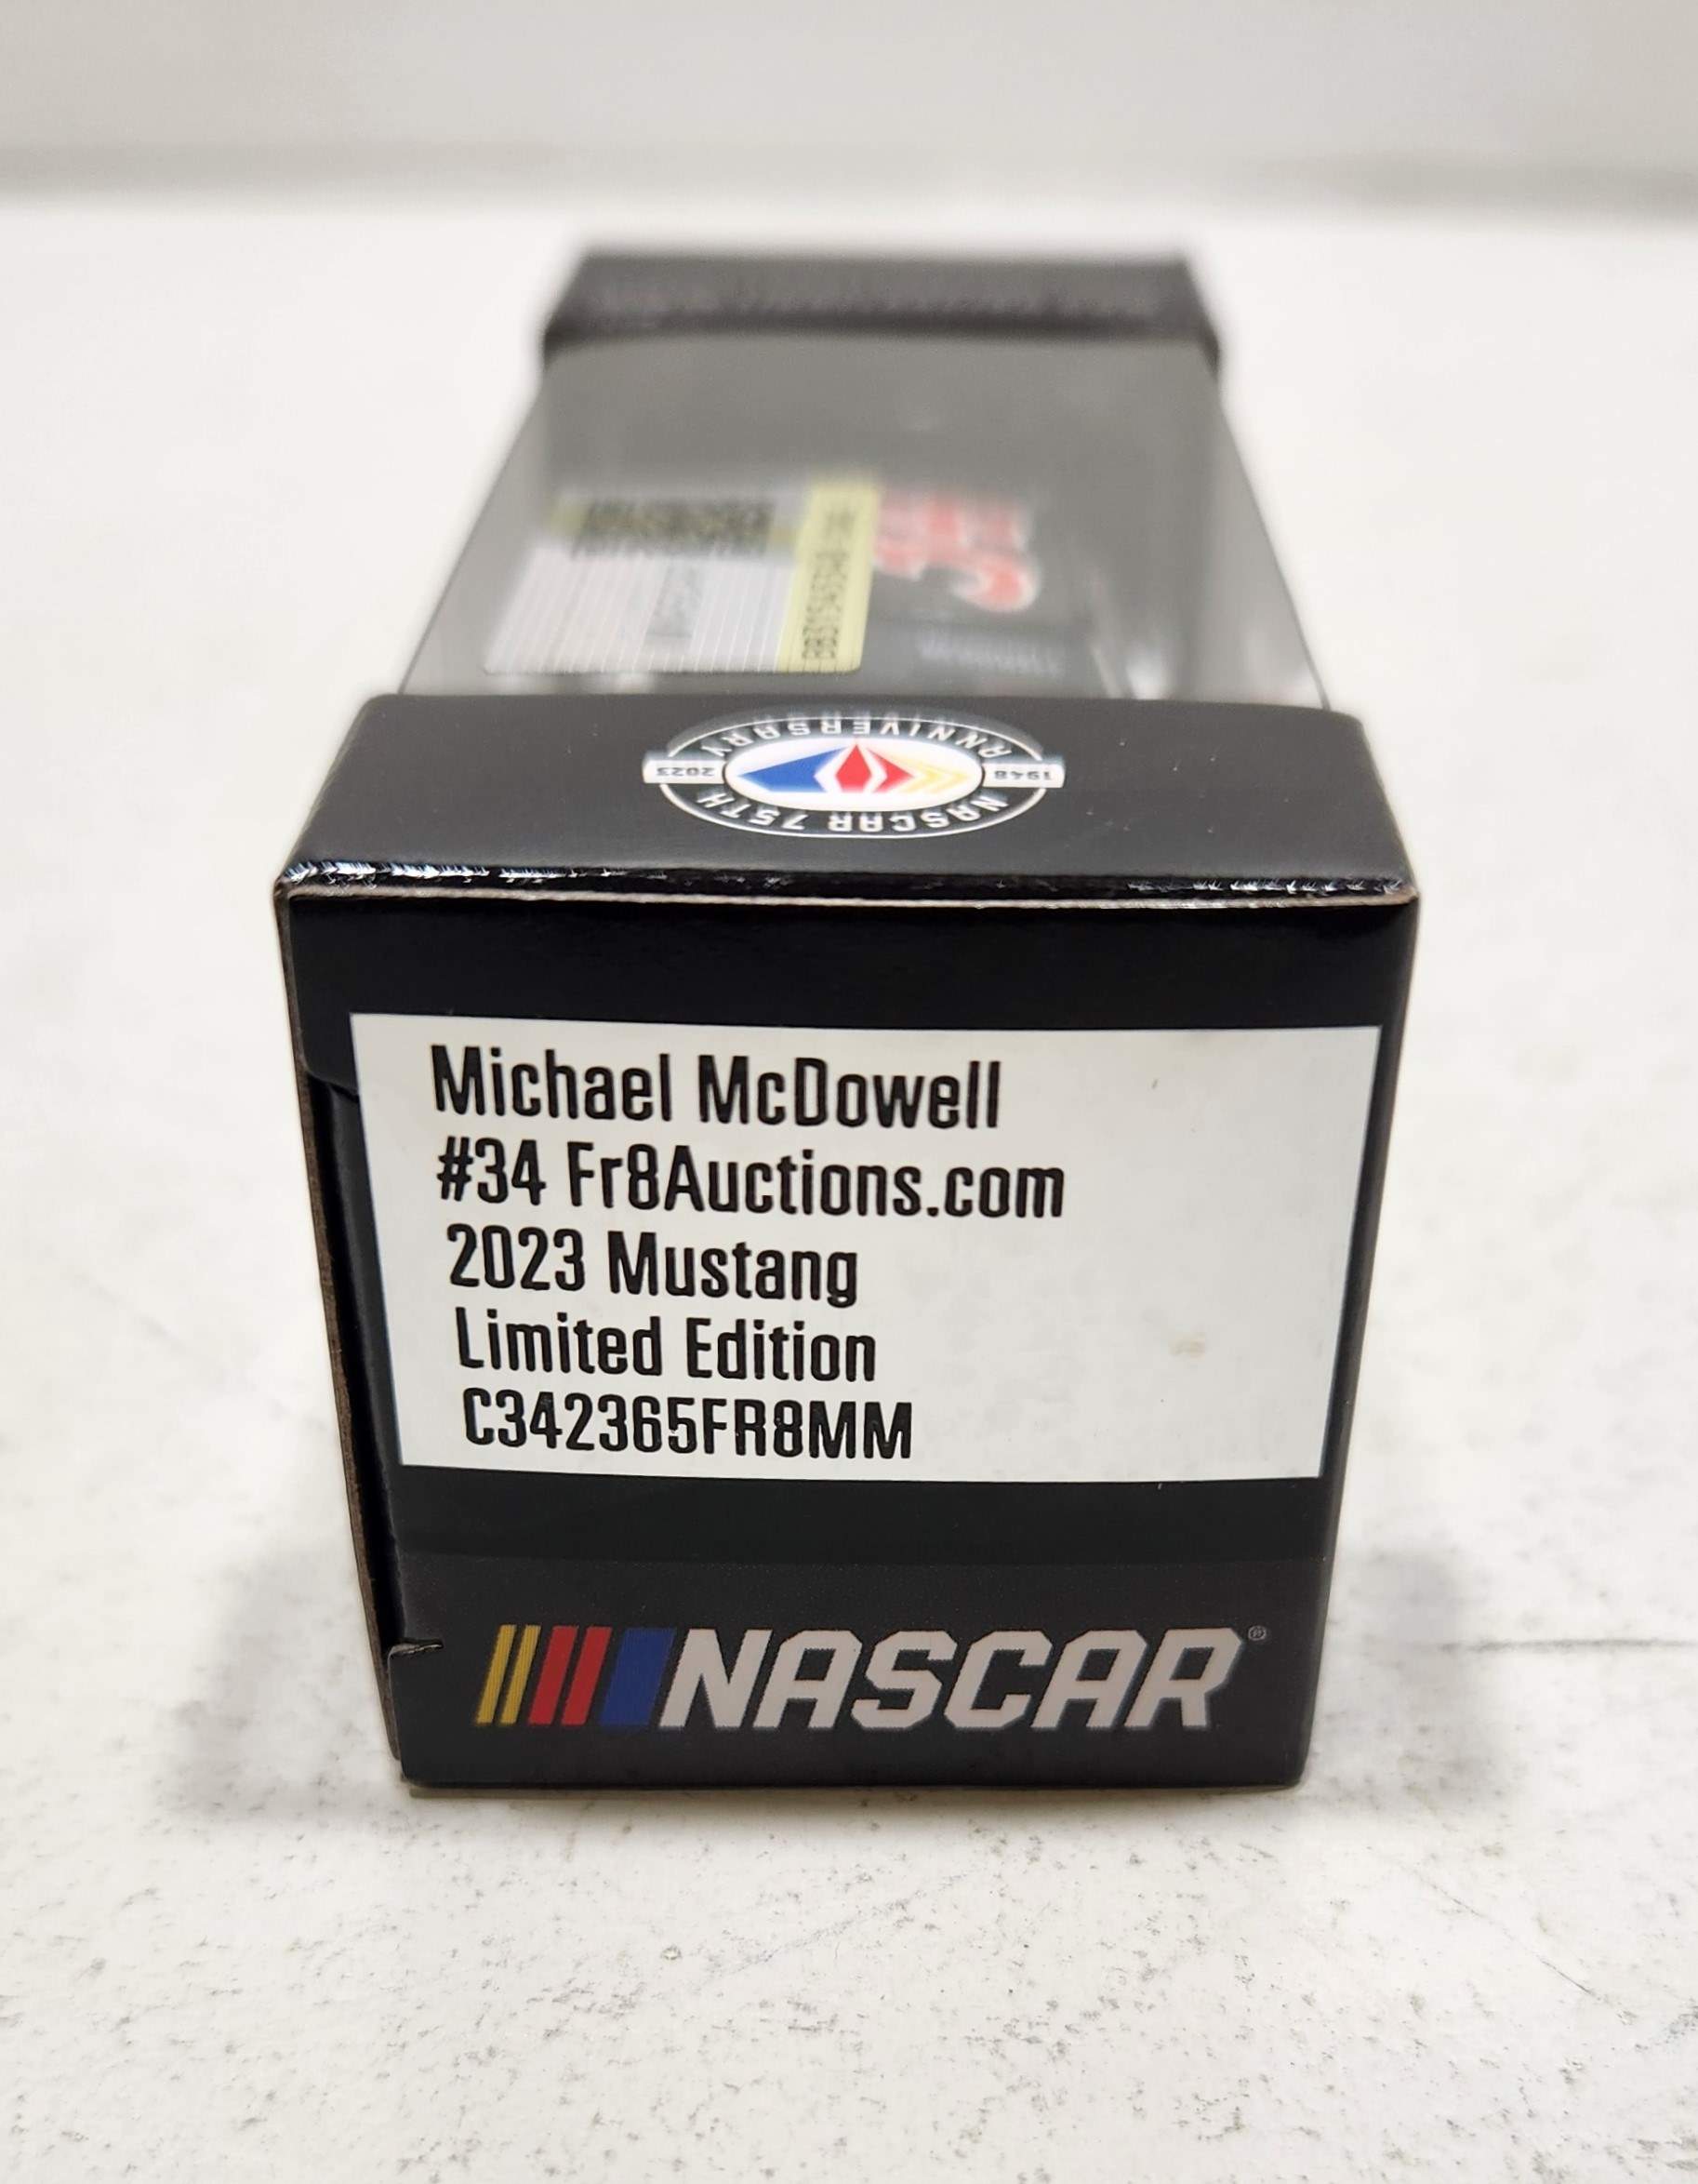 NASCAR 75TH
ANNIVERSARY
1948 2023
Michael McDowell
#34 Fr8Auctions.com
2023 Mustang
Limited Edition
C342365FR8MM
NASCAR®